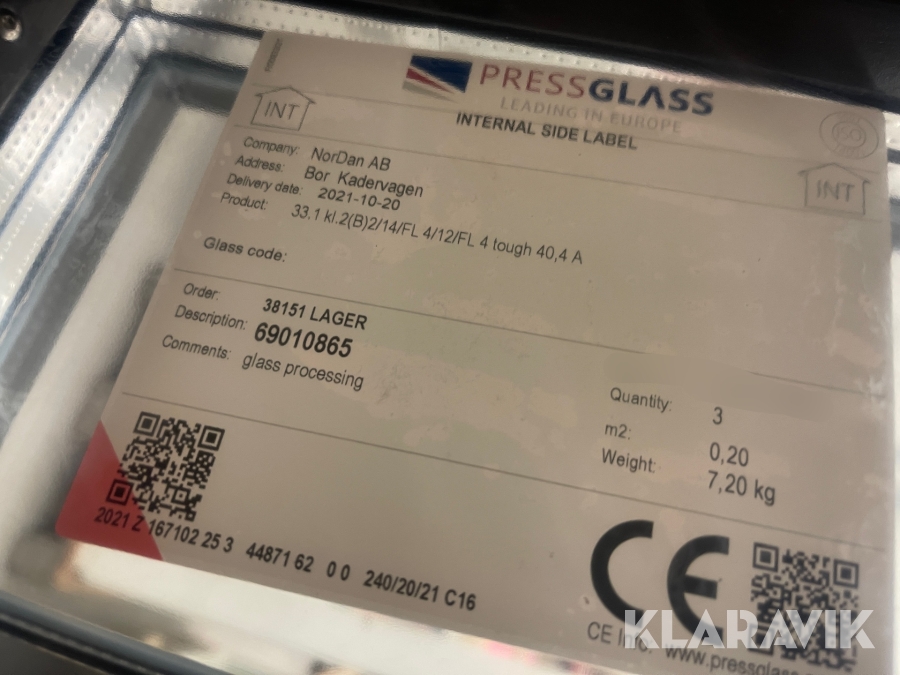 PRESSGLASS
LEADING IN EUROPE
INTERNAL SIDE LABEL
INT
INT
Company: NorDan AB
Address: Bor Kadervagen
Delivery date: 2021-10-20
Product: 33.1 kl.2(B)2/14/FL 4/12/FL 4 tough 40,4 A
Glass code:
Order: 38151 LAGER
Description: 69010865
Comments: glass processing
Quantity: 3
m2: 0,20
Weight: 7,20 kg
2021 Z 167102 25 3 44871 62 0 0 240/20/21 C16
CE
CE Info: www.pressglass
KLARAVIK